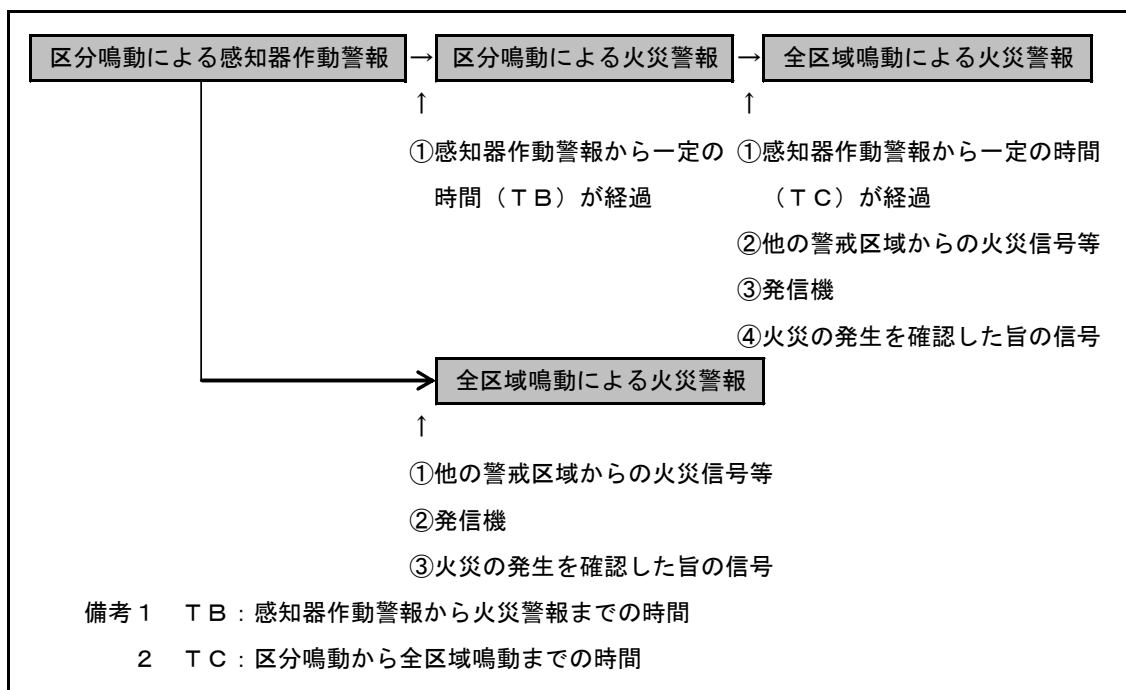 区分鳴動による感知器作動警報 → 区分鳴動による火災警報 → 全区域鳴動による火災警報
↑ ↑
①感知器作動警報から一定の ①感知器作動警報から一定の時間
時間（ＴＢ）が経過 （ＴＣ）が経過
②他の警戒区域からの火災信号等
③発信機
④火災の発生を確認した旨の信号
全区域鳴動による火災警報
↑
①他の警戒区域からの火災信号等
②発信機
③火災の発生を確認した旨の信号
備考１ ＴＢ：感知器作動警報から火災警報までの時間
２ ＴＣ：区分鳴動から全区域鳴動までの時間